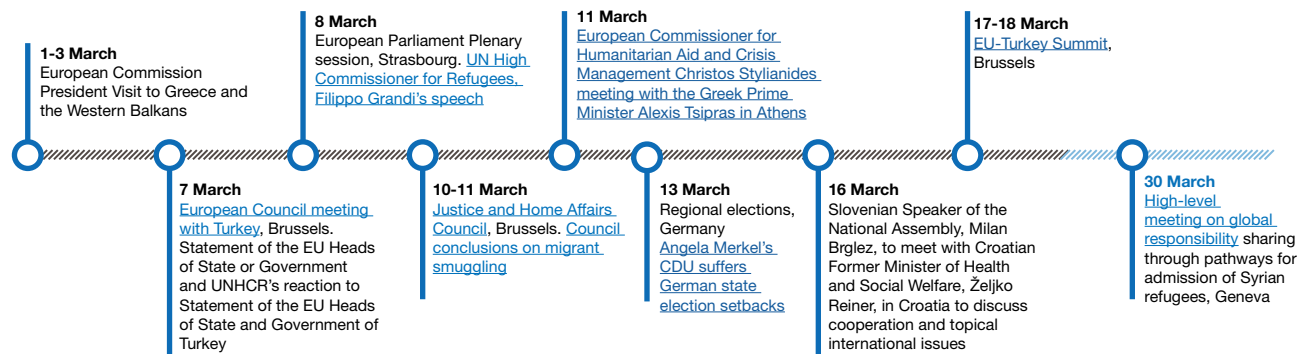 1-3 March
European Commission
President Visit to Greece and
the Western Balkans
7 March
European Council meeting
with Turkey, Brussels.
Statement of the EU Heads
of State or Government
and UNHCR's reaction to
Statement of the EU Heads
of State and Government of
Turkey
8 March
European Parliament Plenary
session, Strasbourg. UN High
Commissioner for Refugees,
Filippo Grandi's speech
10-11 March
Justice and Home Affairs
Council, Brussels. Council
conclusions on migrant
smuggling
11 March
European Commissioner for
Humanitarian Aid and Crisis
Management Christos Stylianides
meeting with the Greek Prime
Minister Alexis Tsipras in Athens
13 March
Regional elections,
Germany
Angela Merkel's
CDU suffers
German state
election setbacks
16 March
Slovenian Speaker of the
National Assembly, Milan
Brglez, to meet with Croatian
Former Minister of Health
and Social Welfare, Željko
Reiner, in Croatia to discuss
cooperation and topical
international issues
17-18 March
EU-Turkey Summit,
Brussels
30 March
High-level
meeting on global
responsibility sharing
through pathways for
admission of Syrian
refugees, Geneva